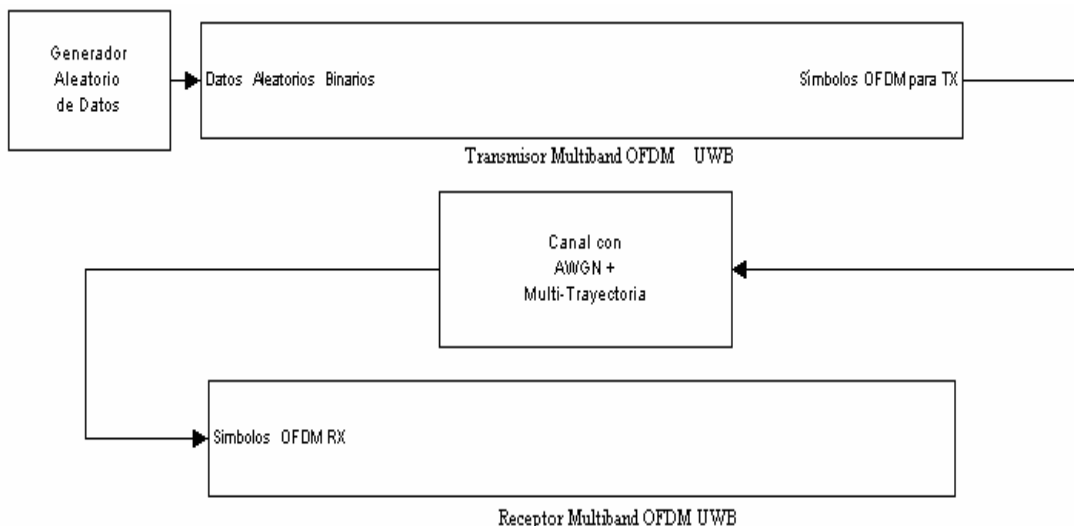 Generador
Aleatorio
de Datos
Datos Aleatorios Binarios
Símbolos OFDM para TX
Transmisor Multiband OFDM UWB
Canal con
AWGN +
Multi-Trayectoria
Simbolos OFDM RX
Receptor Multiband OFDM UWB